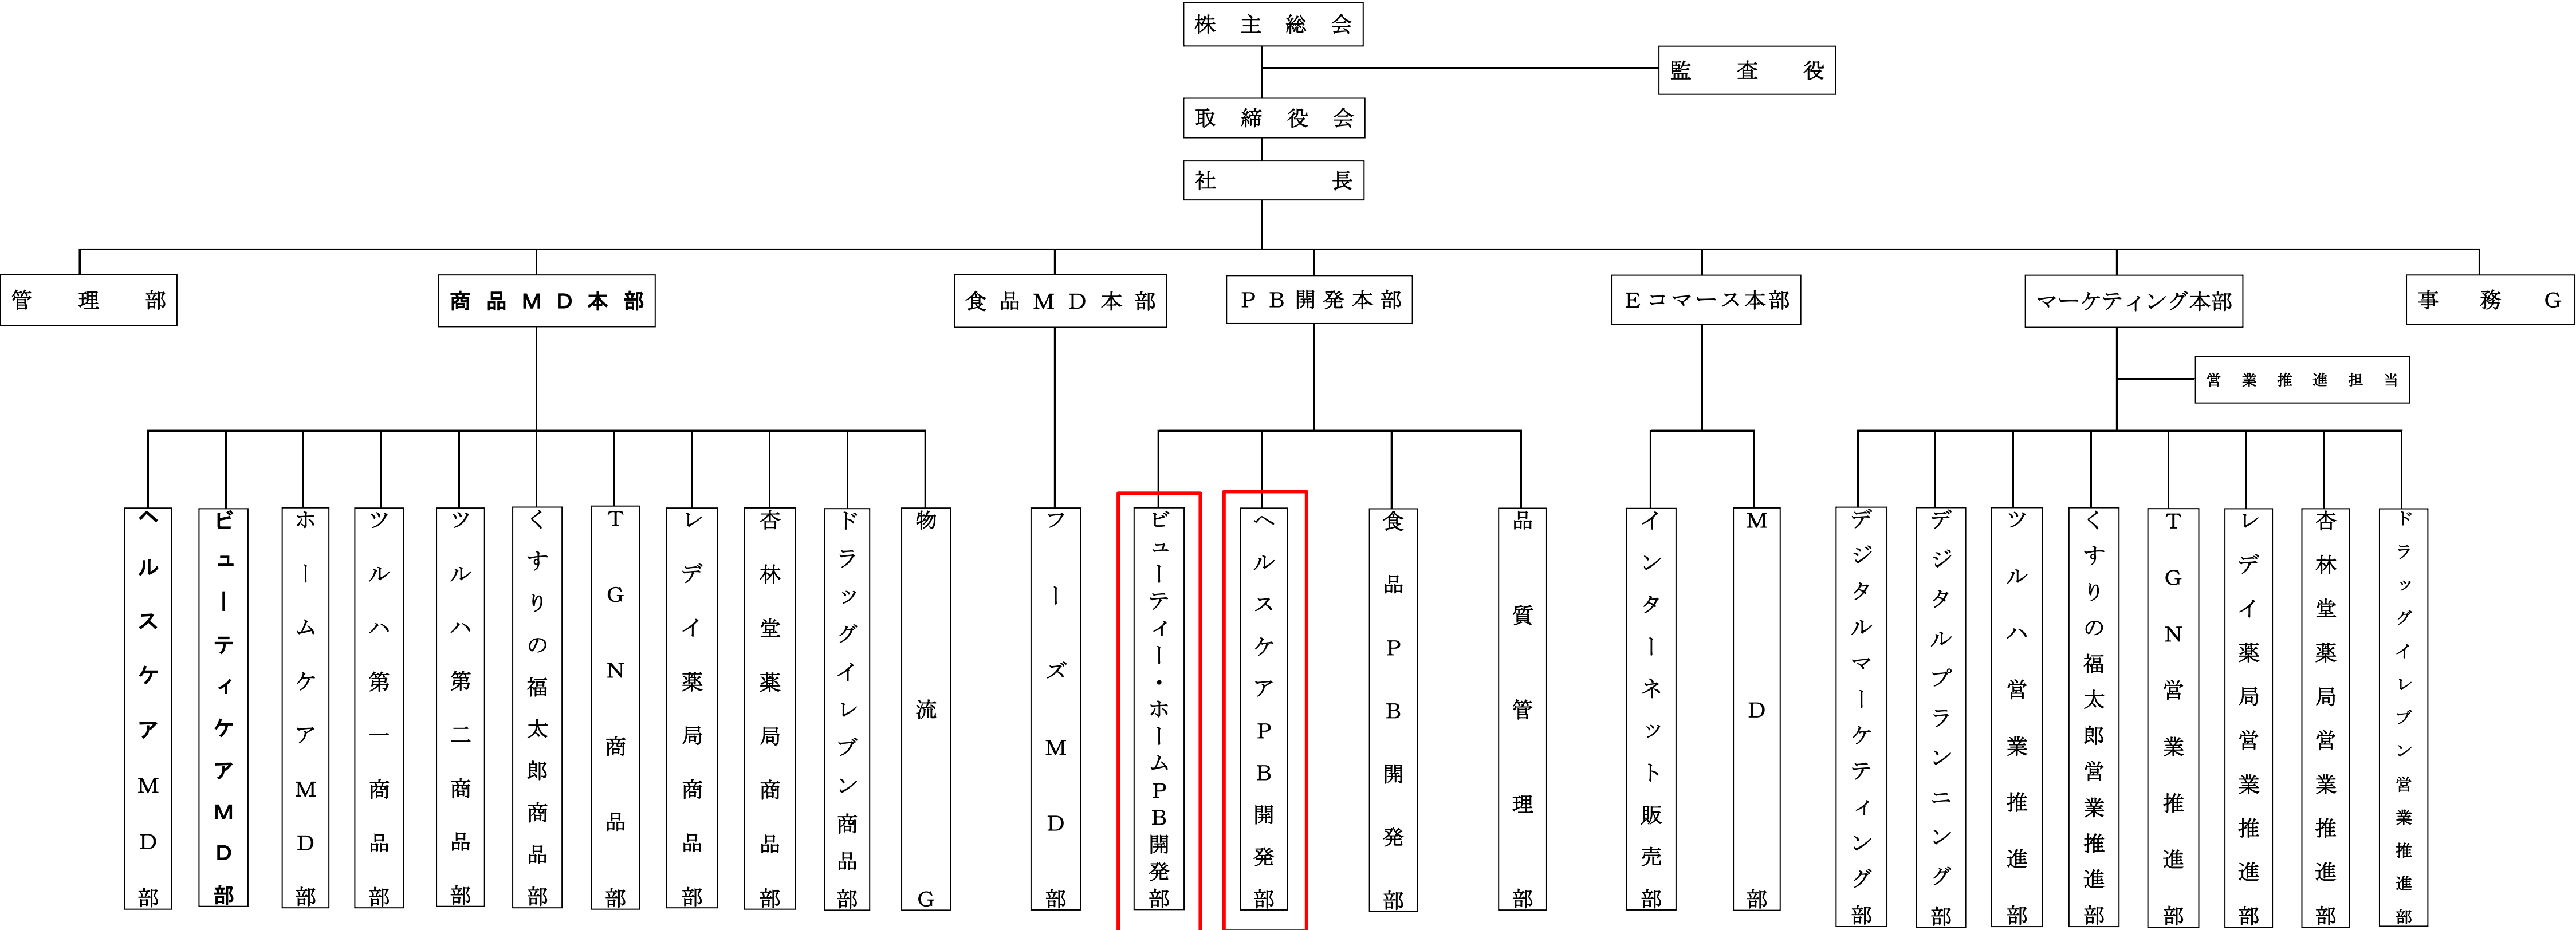 株主総会
監査役
取締役会
社長
管理部
商品ＭＤ本部
食品ＭＤ本部
ＰＢ開発本部
Ｅコマース本部
マーケティング本部
事務Ｇ
営業推進担当
ヘルスケアＭＤ部
ビューティケアＭＤ部
ホームケアＭＤ部
ツルハ第一商品部
ツルハ第二商品部
くすりの福太郎商品部
ＴＧＮ商品部
レデイ薬局商品部
杏林堂薬局商品部
ドラッグイレブン商品部
物流Ｇ
フーズＭＤ部
ビューティー・ホームＰＢ開発部
ヘルスケアＰＢ開発部
食品ＰＢ開発部
品質管理部
インターネット販売部
ＭＤ部
デジタルマーケティング部
デジタルプランニング部
ツルハ営業推進部
くすりの福太郎営業推進部
ＴＧＮ営業推進部
レデイ薬局営業推進部
杏林堂薬局営業推進部
ドラッグイレブン営業推進部